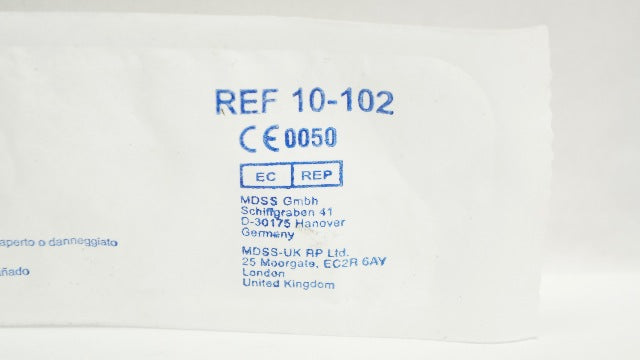 REF 10-102
CE 0050
EC REP
MDSS Gmbh
Schiffgraben 41
D-30175 Hanover
Germany
aperto o danneggiato
MDSS-UK RP Ltd.
25 Moorgate, EC2R 6AY
ñado
London
United Kingdom